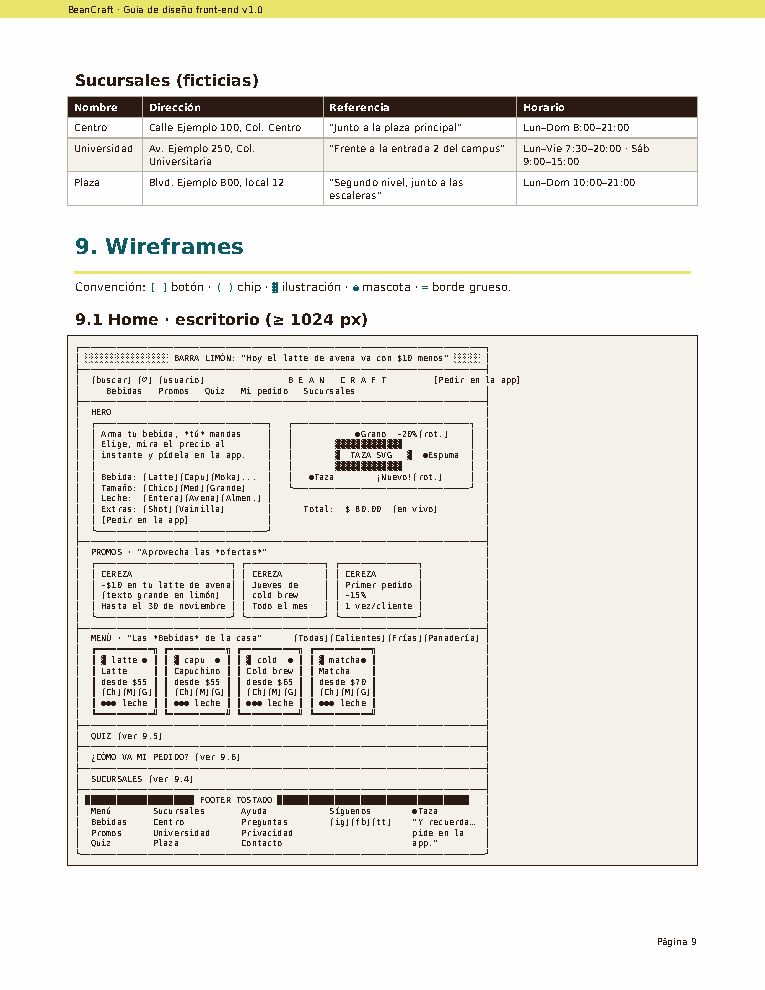 BeanCraft · Guía de diseño front-end v1.0
Sucursales (ficticias)
Nombre Dirección Referencia Horario
Centro Calle Ejemplo 100, Col. Centro "Junto a la plaza principal" Lun–Dom 8:00–21:00
Universidad Av. Ejemplo 250, Col. Universitaria "Frente a la entrada 2 del campus" Lun–Vie 7:30–20:00 · Sáb 9:00–15:00
Plaza Blvd. Ejemplo 800, local 12 "Segundo nivel, junto a las escaleras" Lun–Dom 10:00–21:00
9. Wireframes
Convención: [ ] botón · ( ) chip · ▓ ilustración · ● mascota · = borde grueso.
9.1 Home · escritorio (≥ 1024 px)
BARRA LIMÓN: "Hoy el latte de avena va con $10 menos"
(buscar) (♡) (usuario) B E A N C R A F T [Pedir en la app]
Bebidas Promos Quiz Mi pedido Sucursales
HERO
Arma tu bebida, *tú* mandas ●Grano -20%(rot.)
Elige, mira el precio al
instante y pídela en la app. TAZA SVG ●Espuma
Bebida: (Latte)(Capu)(Moka)... ●Taza ¡Nuevo!(rot.)
Tamaño: (Chico)(Med)(Grande)
Leche: (Entera)(Avena)(Almen.)
Extras: (Shot)(Vainilla) Total: $ 80.00 (en vivo)
[Pedir en la app]
PROMOS · "Aprovecha las *ofertas*"
CEREZA CEREZA CEREZA
-$10 en tu latte de avena Jueves de Primer pedido
(texto grande en limón) cold brew -15%
Hasta el 30 de noviembre Todo el mes 1 vez/cliente
MENÚ · "Las *Bebidas* de la casa" (Todas)(Calientes)(Frías)(Panadería)
▓ latte ● ▓ capu ● ▓ cold ● ▓ matcha●
Latte Capuchino Cold brew Matcha
desde $55 desde $55 desde $65 desde $70
(Ch)(M)(G) (Ch)(M)(G) (Ch)(M)(G) (Ch)(M)(G)
●●● leche ●●● leche ●●● leche ●●● leche
QUIZ (ver 9.5)
¿CÓMO VA MI PEDIDO? (ver 9.6)
SUCURSALES (ver 9.4)
FOOTER TOSTADO
Menú Sucursales Ayuda Síguenos ●Taza
Bebidas Centro Preguntas (ig)(fb)(tt) "Y recuerda…
Promos Universidad Privacidad pide en la
Quiz Plaza Contacto app."
Página 9